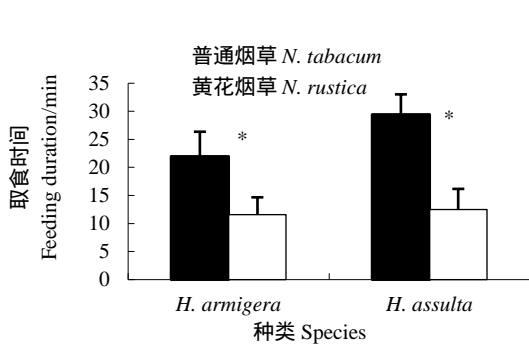 普通烟草 N. tabacum
黄花烟草 N. rustica
取食时间
Feeding duration/min
35
30
25
20
15
10
5
0
*
*
H. armigera
H. assulta
种类 Species